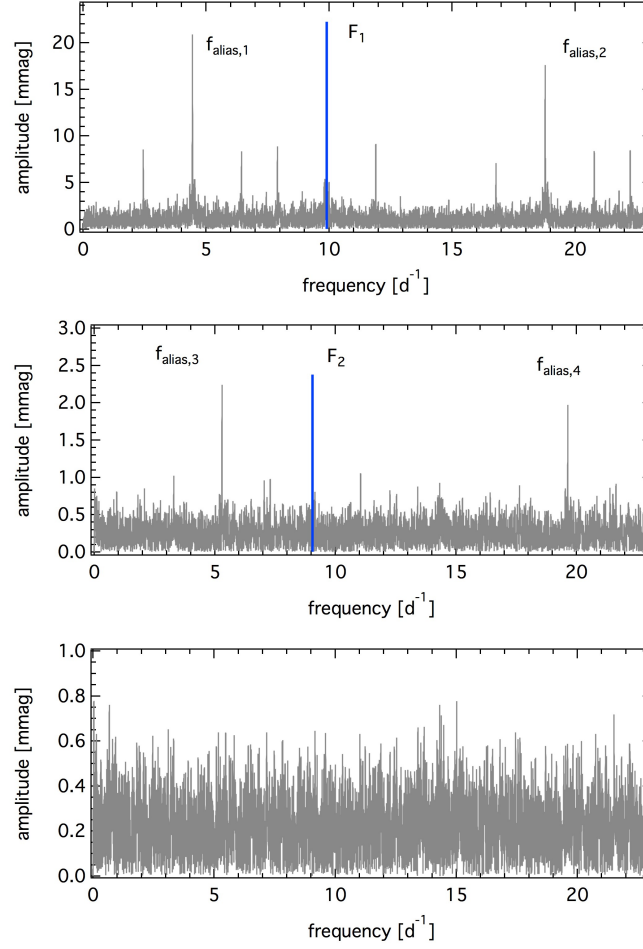 amplitude [mmag]
20
15
10
5
0
f_alias,1
F_1
f_alias,2
0 5 10 15 20
frequency [d^-1]
amplitude [mmag]
3.0
2.5
2.0
1.5
1.0
0.5
0.0
f_alias,3
F_2
f_alias,4
0 5 10 15 20
frequency [d^-1]
amplitude [mmag]
1.0
0.8
0.6
0.4
0.2
0.0
0 5 10 15 20
frequency [d^-1]